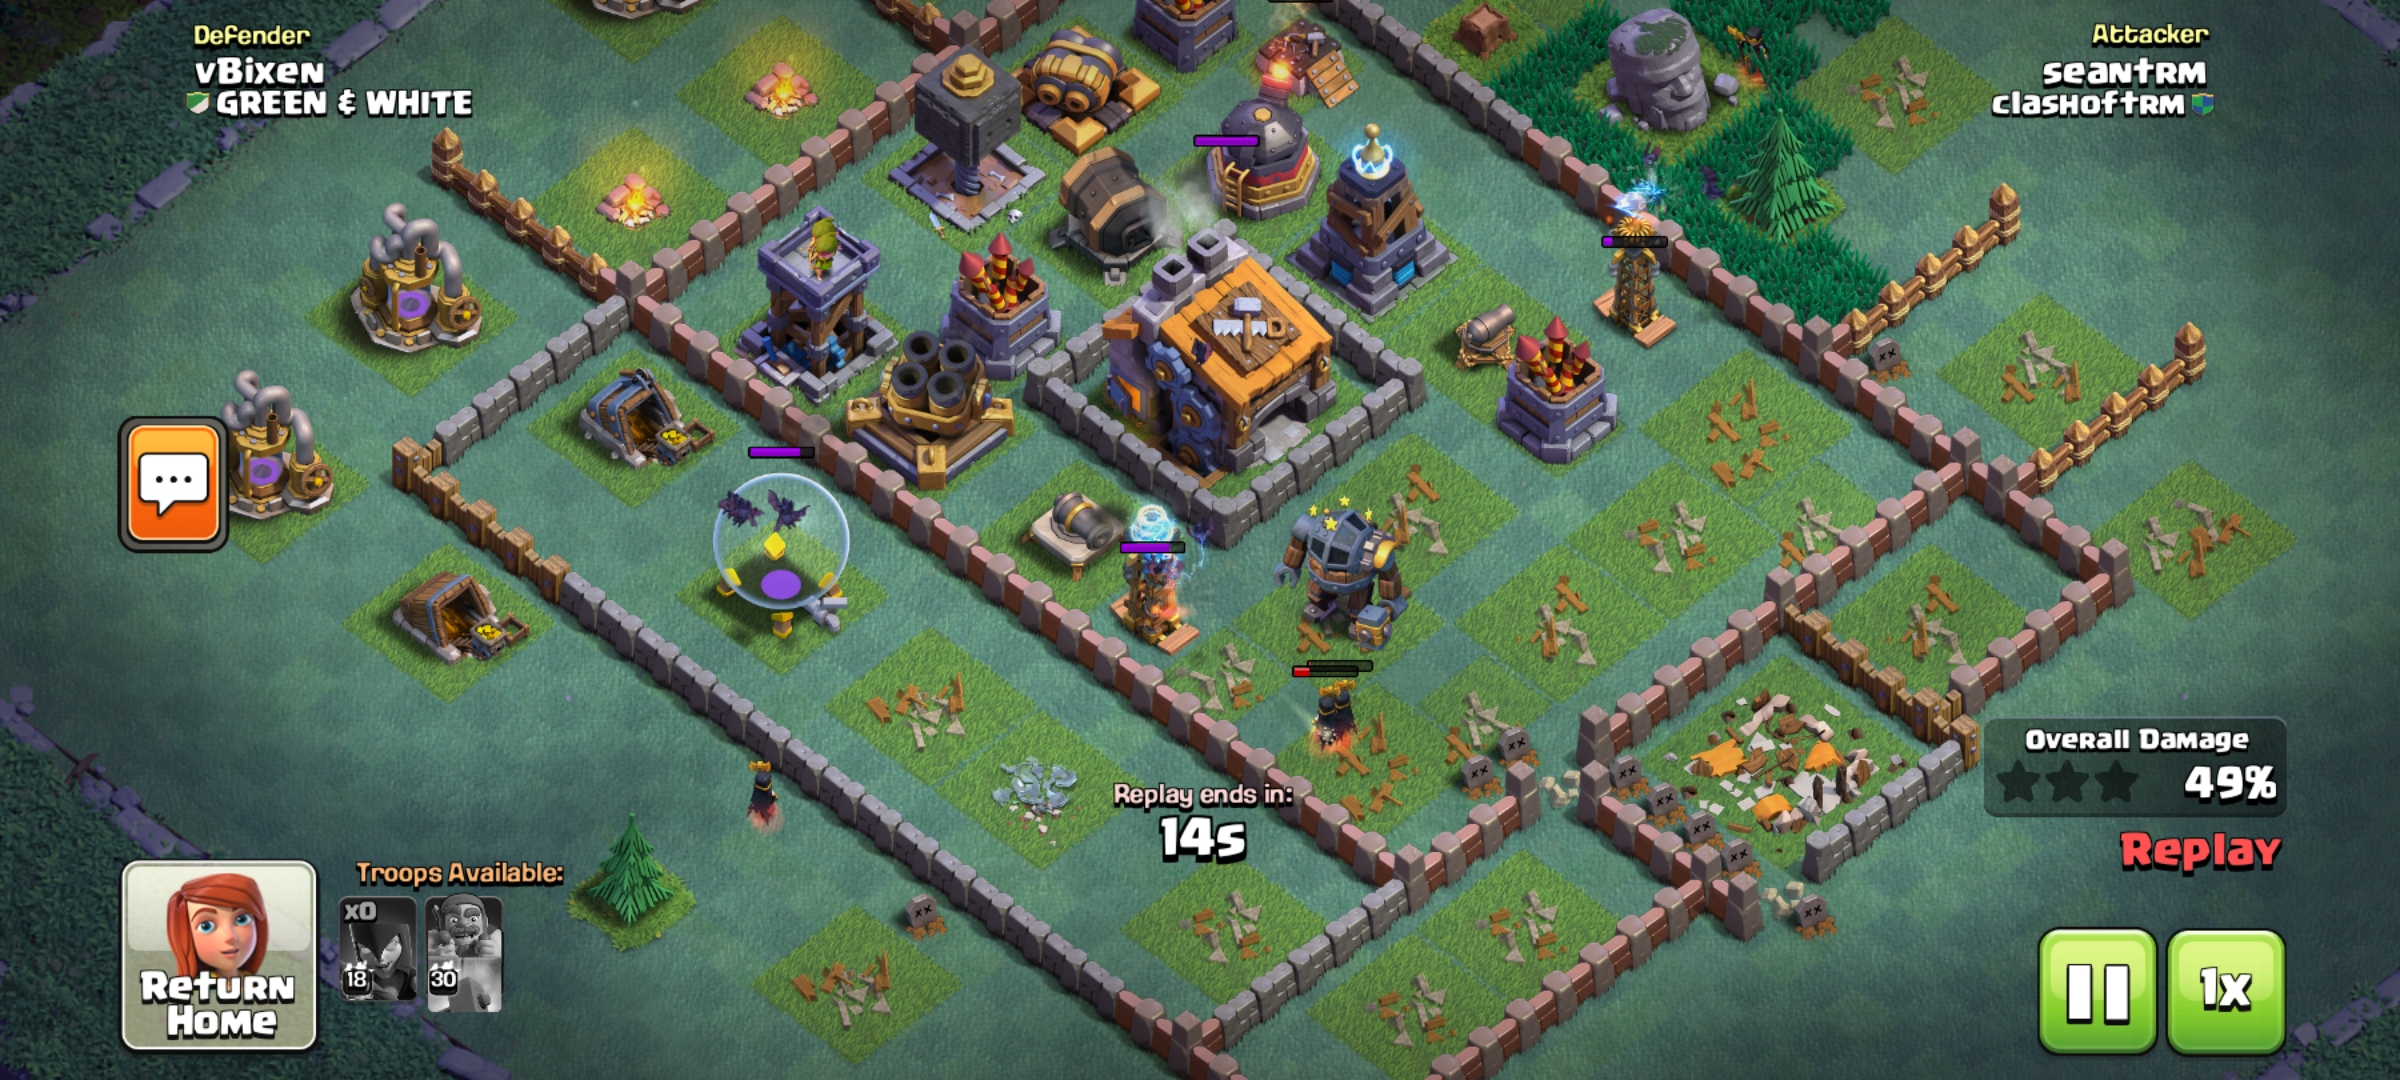 Defender
vBixen
GREEN & WHITE
Attacker
seantrm
clashoftrm
Overall Damage
49%
Replay
Replay ends in:
14s
Troops Available:
x0
18
30
Return
Home
1x